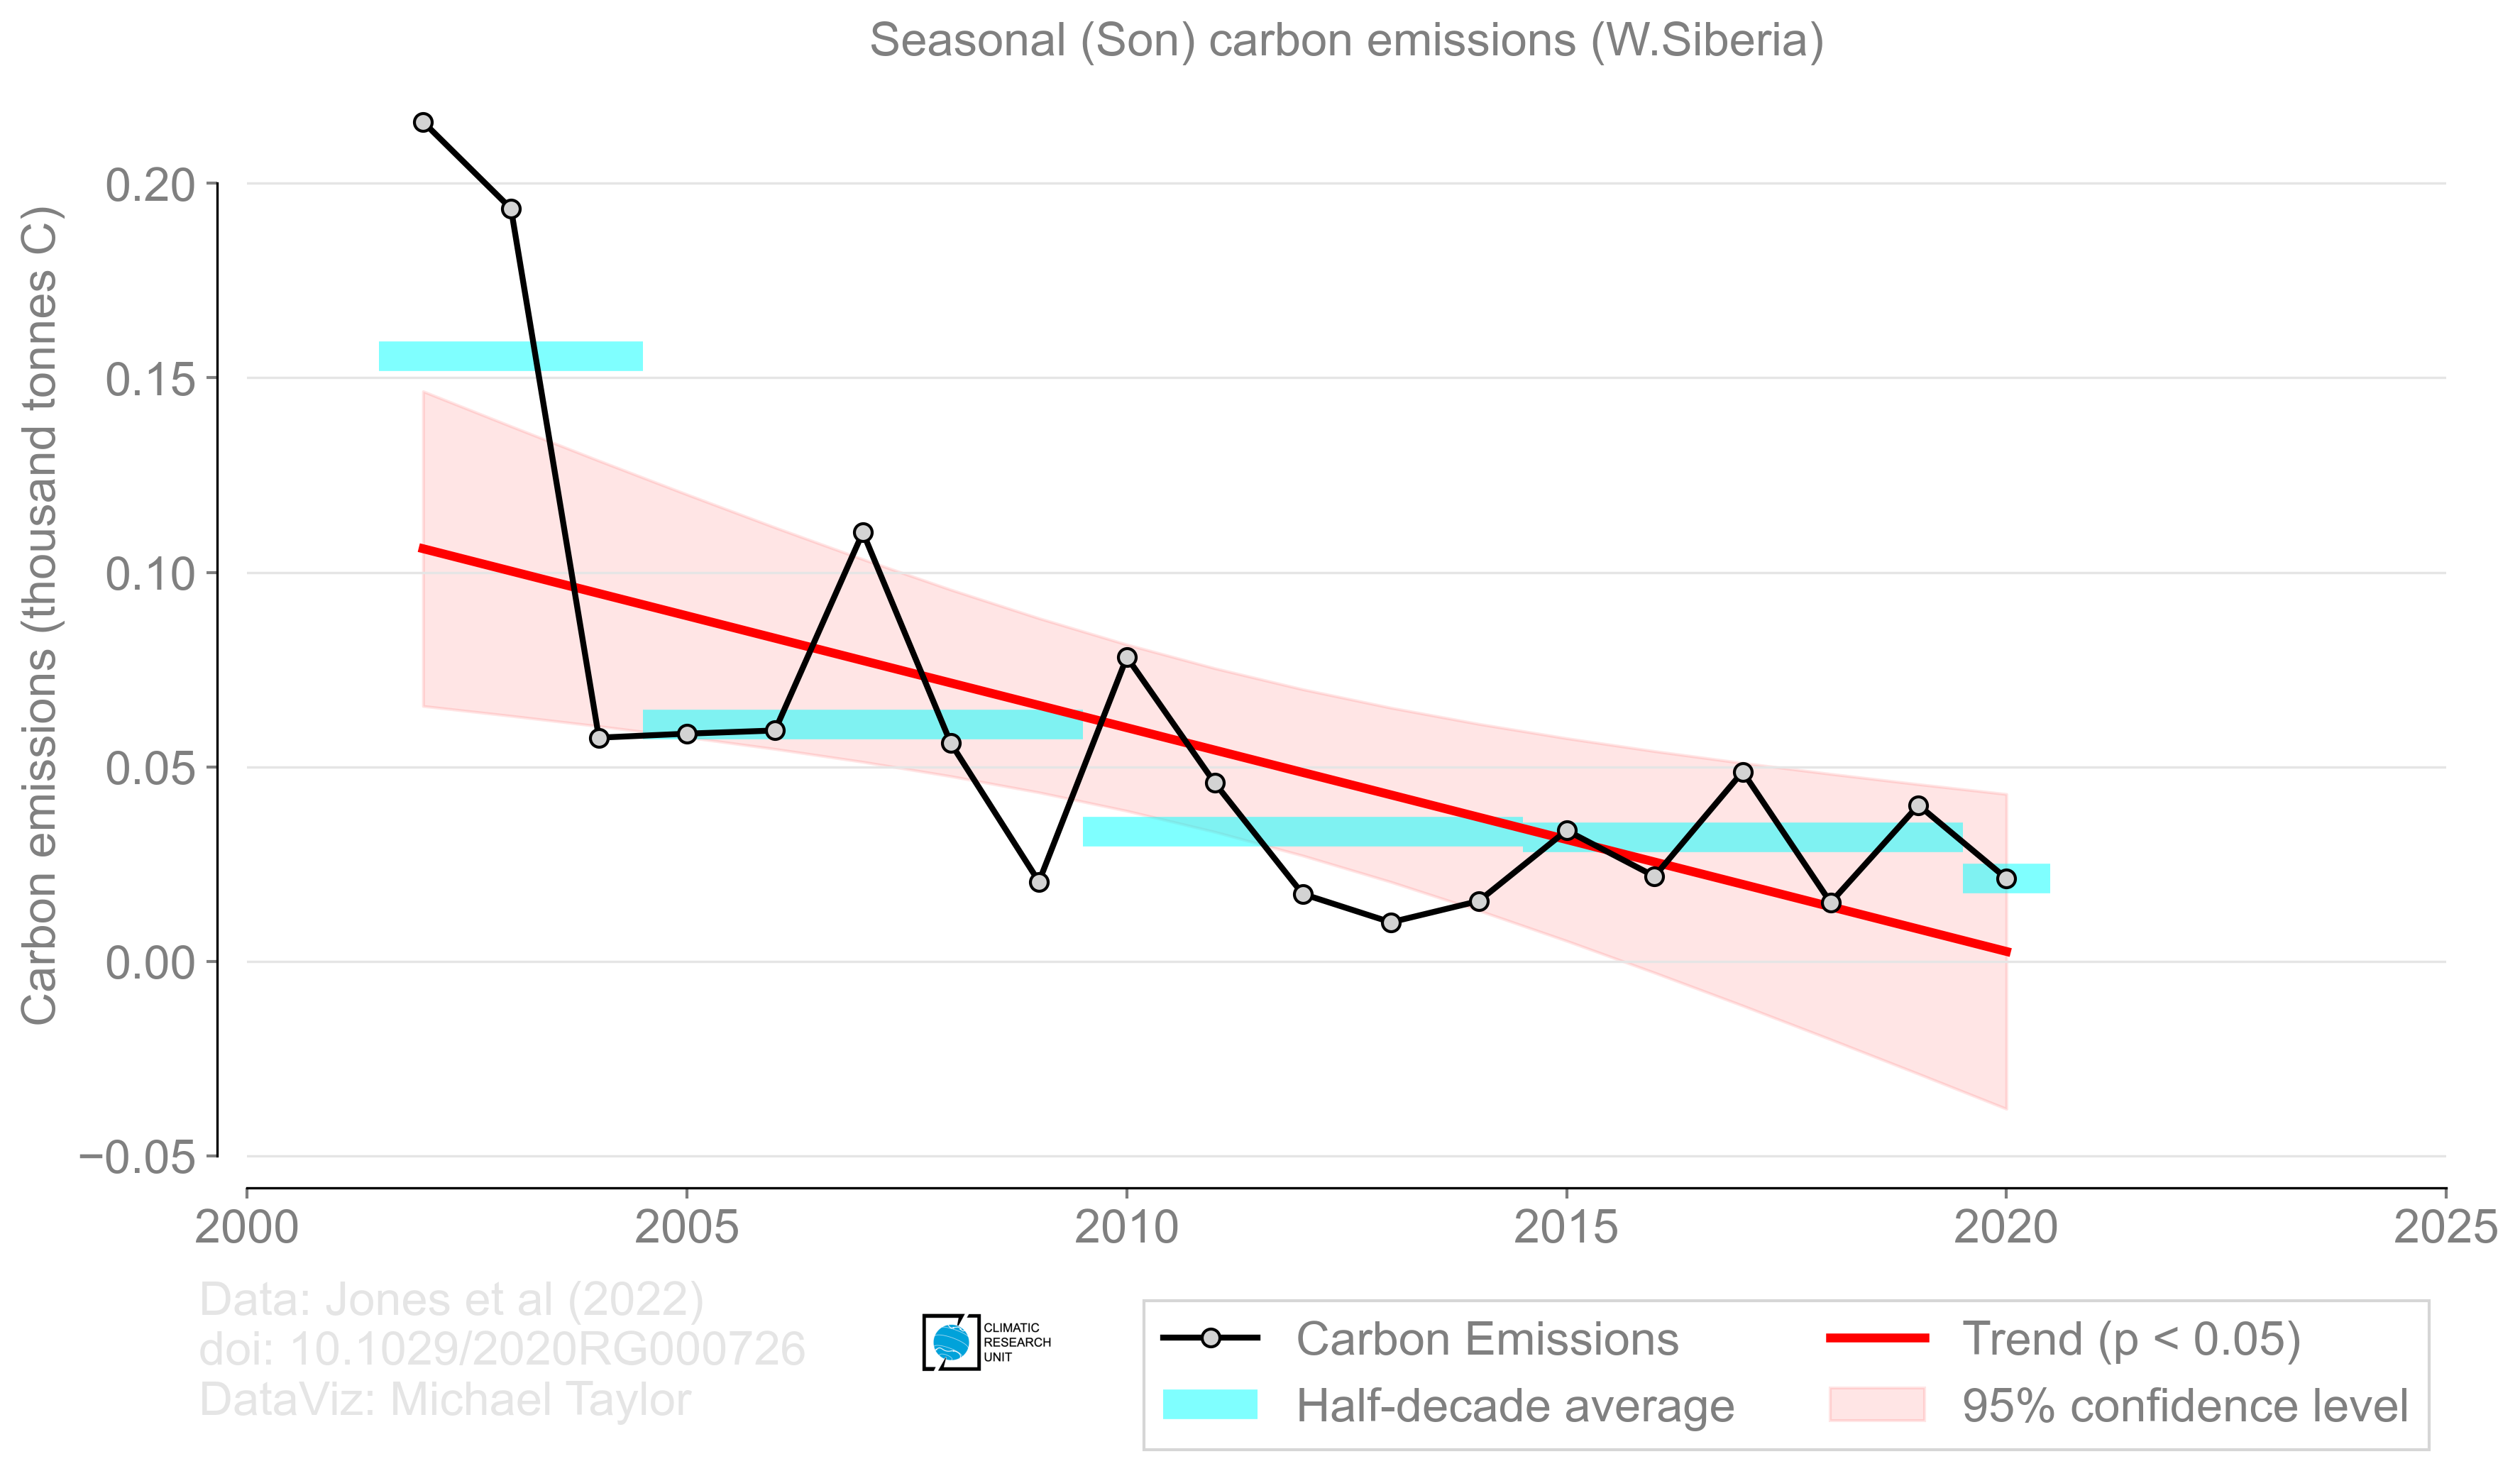 Seasonal (Son) carbon emissions (W.Siberia)
Carbon emissions (thousand tonnes C)
0.20
0.15
0.10
0.05
0.00
−0.05
2000 2005 2010 2015 2020 2025
Data: Jones et al (2022)
doi: 10.1029/2020RG000726
DataViz: Michael Taylor
CLIMATIC
RESEARCH
UNIT
Carbon Emissions
Half-decade average
Trend (p < 0.05)
95% confidence level